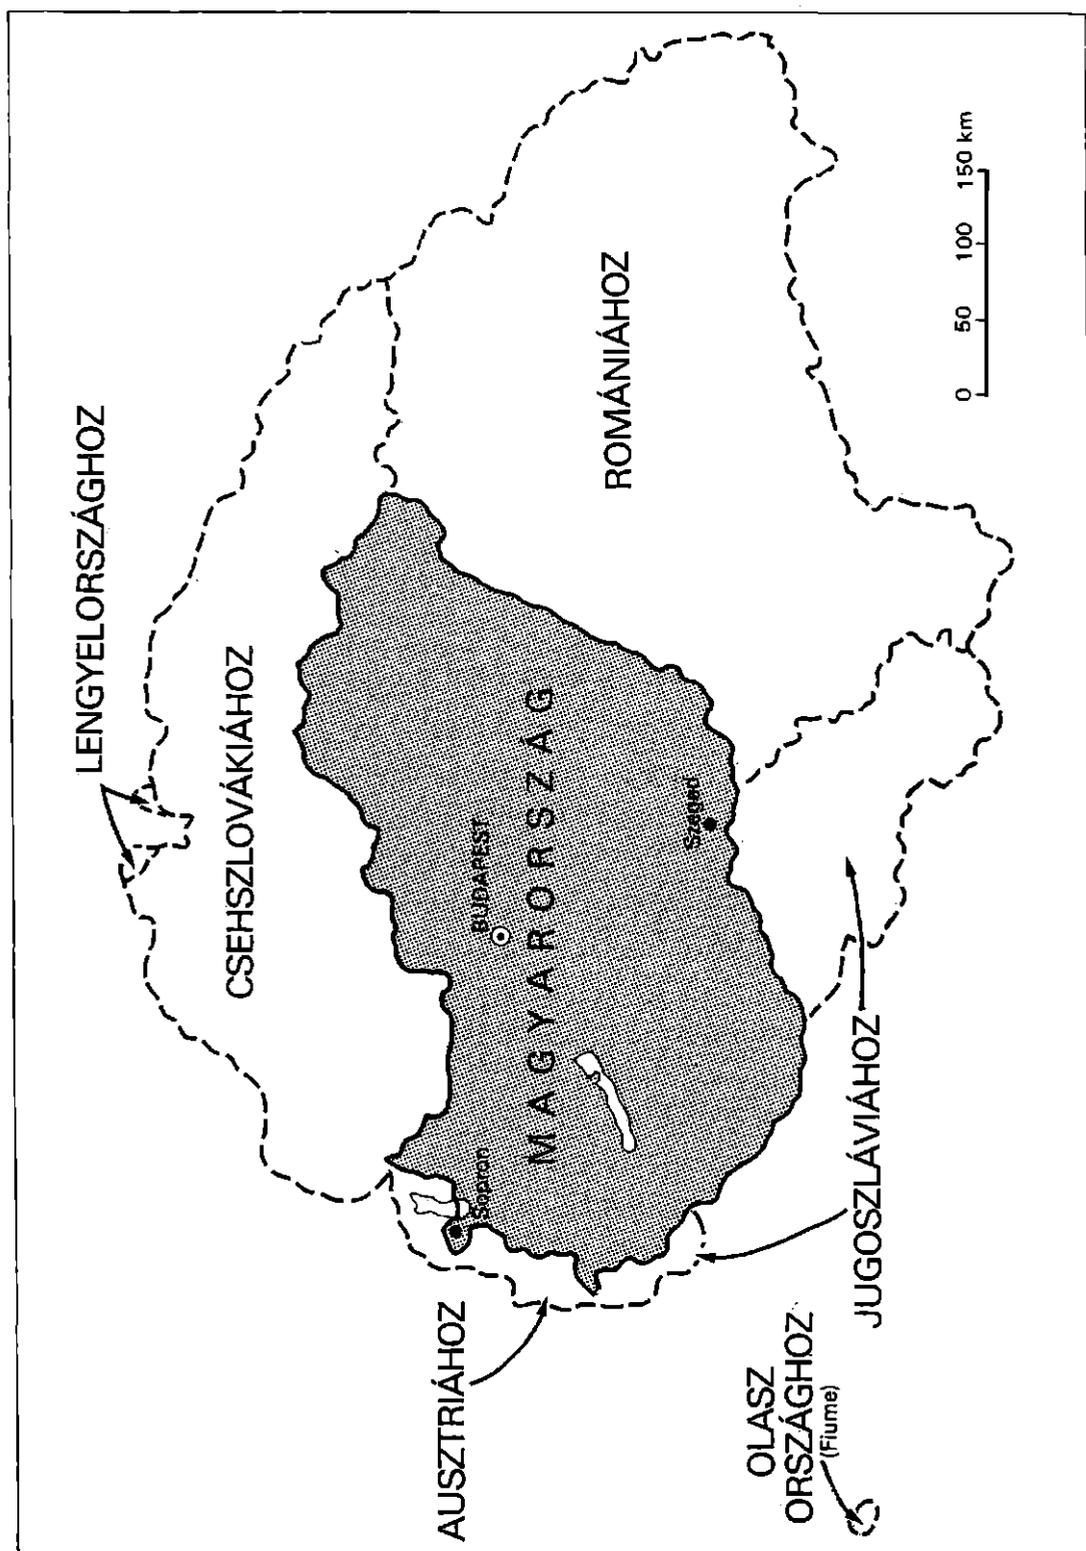 LENGYELORSZÁGHOZ
CSEHSZLOVÁKIÁHOZ
AUSZTRIÁHOZ
Sopron
BUDAPEST
MAGYARORSZÁG
ROMÁNIÁHOZ
Szeged
OLASZ
ORSZÁGHOZ
(Fiume)
JUGOSZLÁVIÁHOZ
0 50 100 150 km